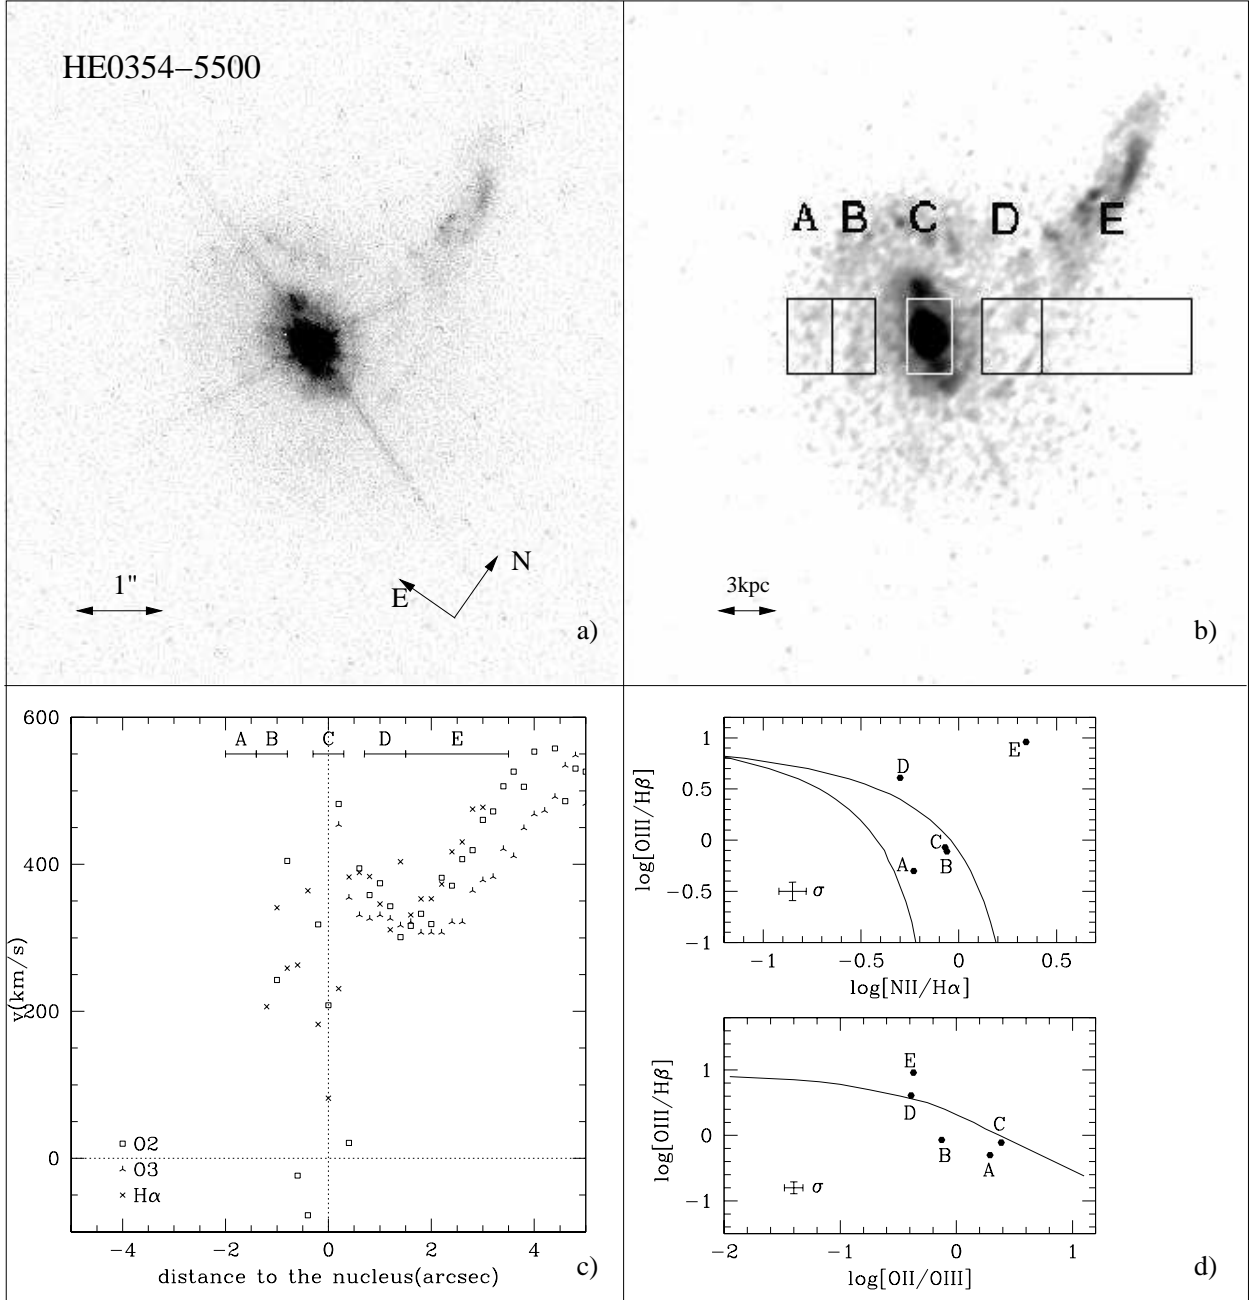 HE0354−5500
1"
N
E
a)
A B C D E
3kpc
b)
600
400
200
0
v(km/s)
A B C D E
O2
O3
Hα
−4 −2 0 2 4
distance to the nucleus(arcsec)
c)
1
0.5
0
−0.5
−1
log[OIII/Hβ]
D
E
C
B
A
σ
−1 −0.5 0 0.5
log[NII/Hα]
1
0
−1
log[OIII/Hβ]
E
D
C
B
A
σ
−2 −1 0 1
log[OII/OIII]
d)